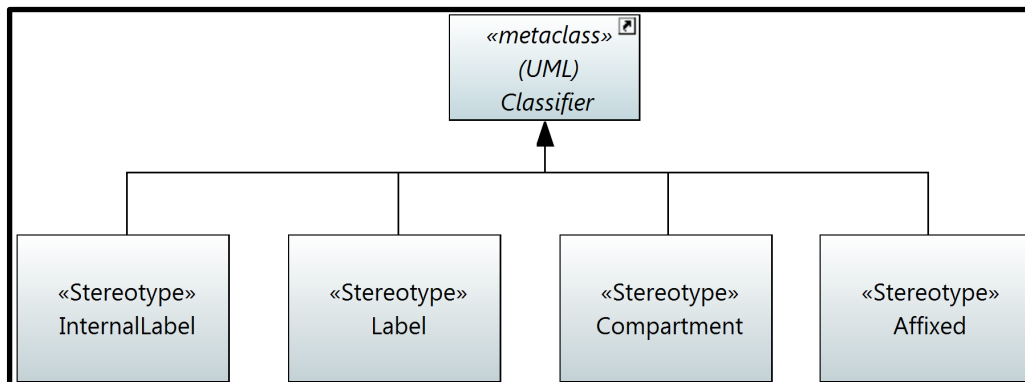 «metaclass»
(UML)
Classifier
«Stereotype»
InternalLabel
«Stereotype»
Label
«Stereotype»
Compartment
«Stereotype»
Affixed